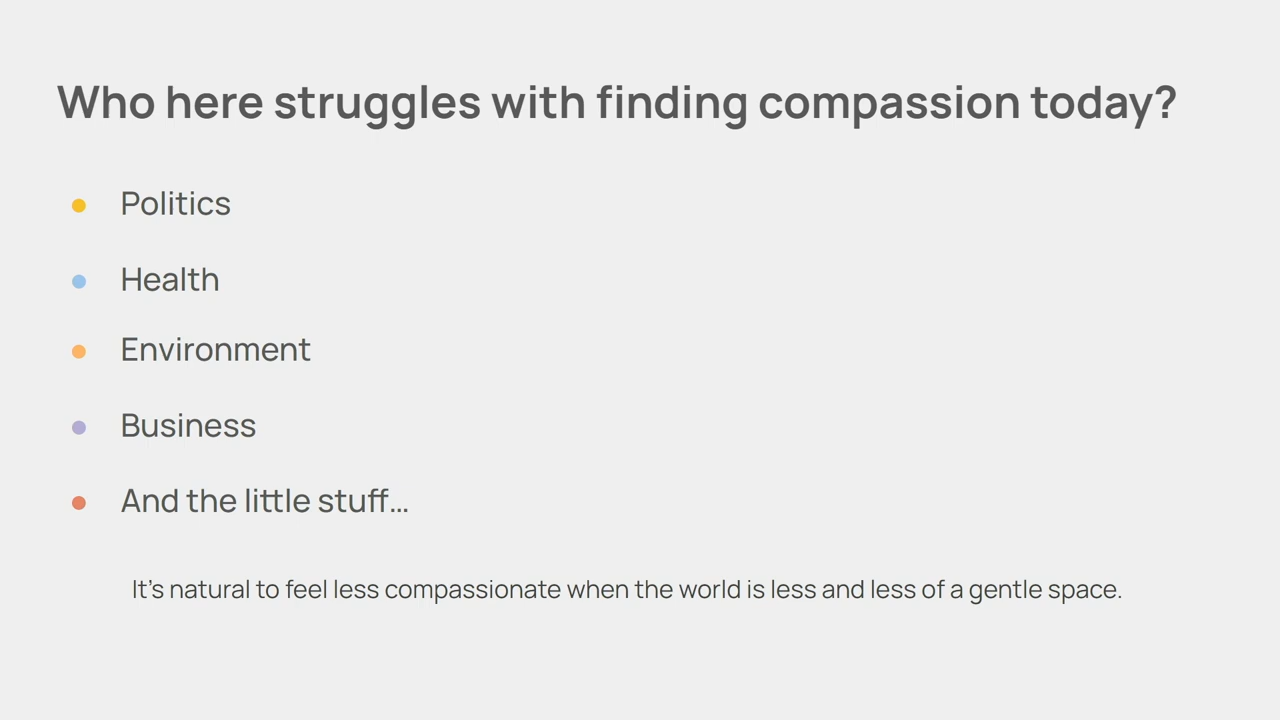 Who here struggles with finding compassion today?
Politics
Health
Environment
Business
And the little stuff...
It's natural to feel less compassionate when the world is less and less of a gentle space.